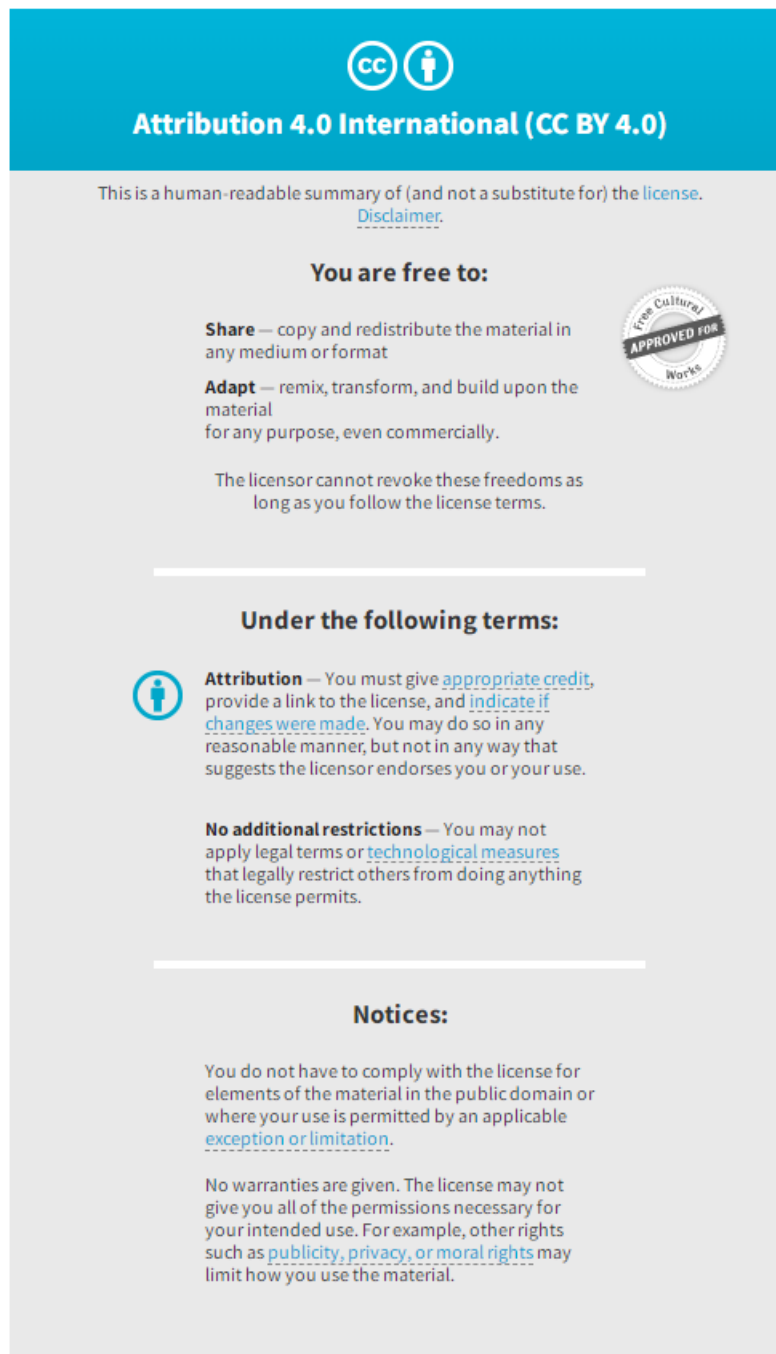 cc
Attribution 4.0 International (CC BY 4.0)
This is a human-readable summary of (and not a substitute for) the license.
Disclaimer.
You are free to:
Share — copy and redistribute the material in
any medium or format
Free Cultural
APPROVED FOR
Works
Adapt — remix, transform, and build upon the
material
for any purpose, even commercially.
The licensor cannot revoke these freedoms as
long as you follow the license terms.
Under the following terms:
Attribution — You must give appropriate credit,
provide a link to the license, and indicate if
changes were made. You may do so in any
reasonable manner, but not in any way that
suggests the licensor endorses you or your use.
No additional restrictions — You may not
apply legal terms or technological measures
that legally restrict others from doing anything
the license permits.
Notices:
You do not have to comply with the license for
elements of the material in the public domain or
where your use is permitted by an applicable
exception or limitation.
No warranties are given. The license may not
give you all of the permissions necessary for
your intended use. For example, other rights
such as publicity, privacy, or moral rights may
limit how you use the material.